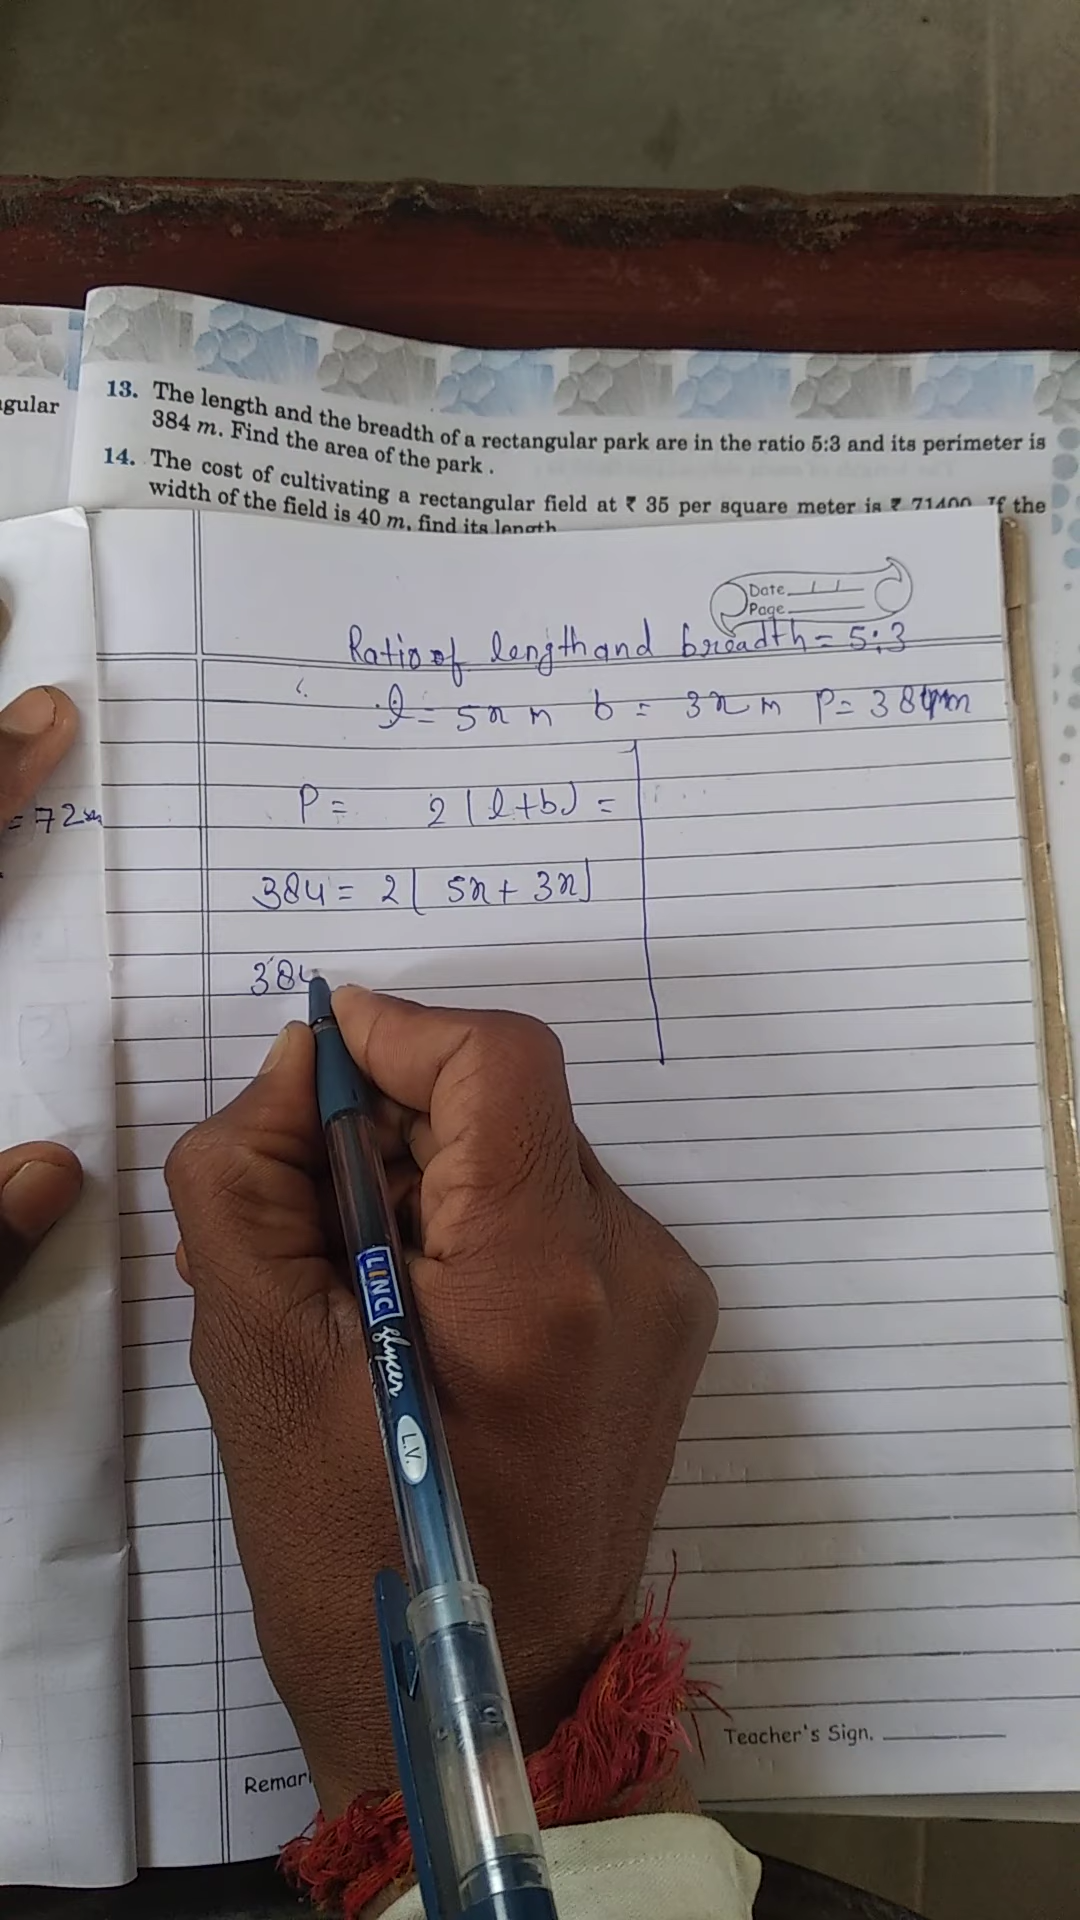 gular
13. The length and the breadth of a rectangular park are in the ratio 5:3 and its perimeter is
384 m. Find the area of the park.
14. The cost of cultivating a rectangular field at ₹ 35 per square meter is ₹ 71400. If the
width of the field is 40 m, find its length
Date
Page
Ratio of length and breadth = 5:3
l = 5x m b = 3x m P = 384m
P = 2(l+b) =
= 72m
384 = 2[5x + 3x]
384
LINC glycer L.V.
Teacher's Sign.
Remar